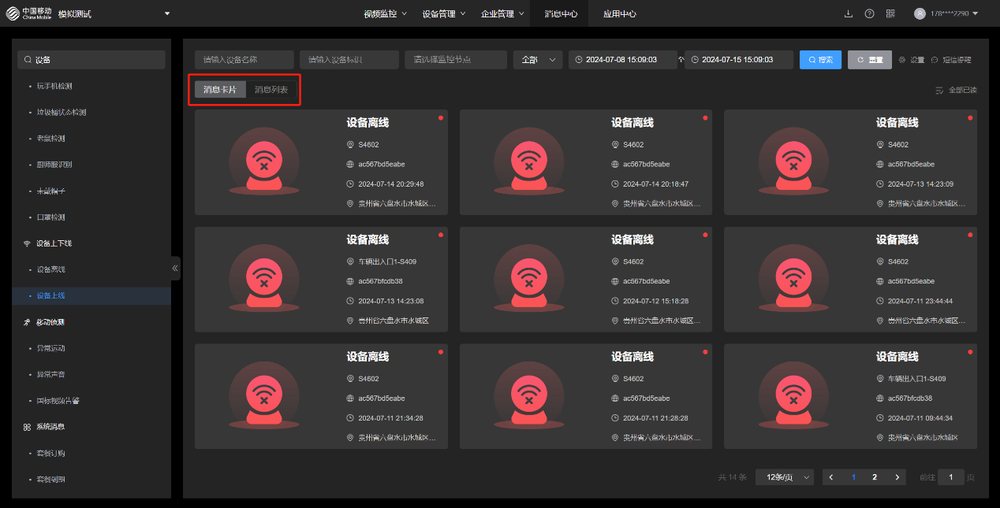 中国移动
China Mobile
模拟测试
视频监控
设备管理
企业管理
消息中心
应用中心
178****2290
设备
玩手机检测
垃圾桶状态检测
老鼠检测
厨师服识别
未戴帽子
口罩检测
设备上下线
设备离线
设备上线
移动侦测
异常运动
异常声音
国标视频告警
系统消息
套餐订购
套餐到期
请输入设备名称
请输入设备标识
请选择监控节点
全部
2024-07-08 15:09:03
个
2024-07-15 15:09:03
搜索
重置
设置
短信提醒
消息卡片
消息列表
全部已读
设备离线
S4602
ac567bd5eabe
2024-07-14 20:29:48
贵州省六盘水市水城区...
设备离线
S4602
ac567bd5eabe
2024-07-14 20:18:47
贵州省六盘水市水城区...
设备离线
S4602
ac567bd5eabe
2024-07-13 14:23:09
贵州省六盘水市水城区...
设备离线
车辆出入口1-S409
ac567bfcdb38
2024-07-13 14:23:08
贵州省六盘水市水城区
设备离线
S4602
ac567bd5eabe
2024-07-12 15:18:28
贵州省六盘水市水城区...
设备离线
S4602
ac567bd5eabe
2024-07-11 23:44:44
贵州省六盘水市水城区...
设备离线
S4602
ac567bd5eabe
2024-07-11 21:34:28
贵州省六盘水市水城区...
设备离线
S4602
ac567bd5eabe
2024-07-11 21:28:28
贵州省六盘水市水城区...
设备离线
车辆出入口1-S409
ac567bfcdb38
2024-07-11 09:44:34
贵州省六盘水市水城区
共 14 条
12条/页
1
2
前往
1
页